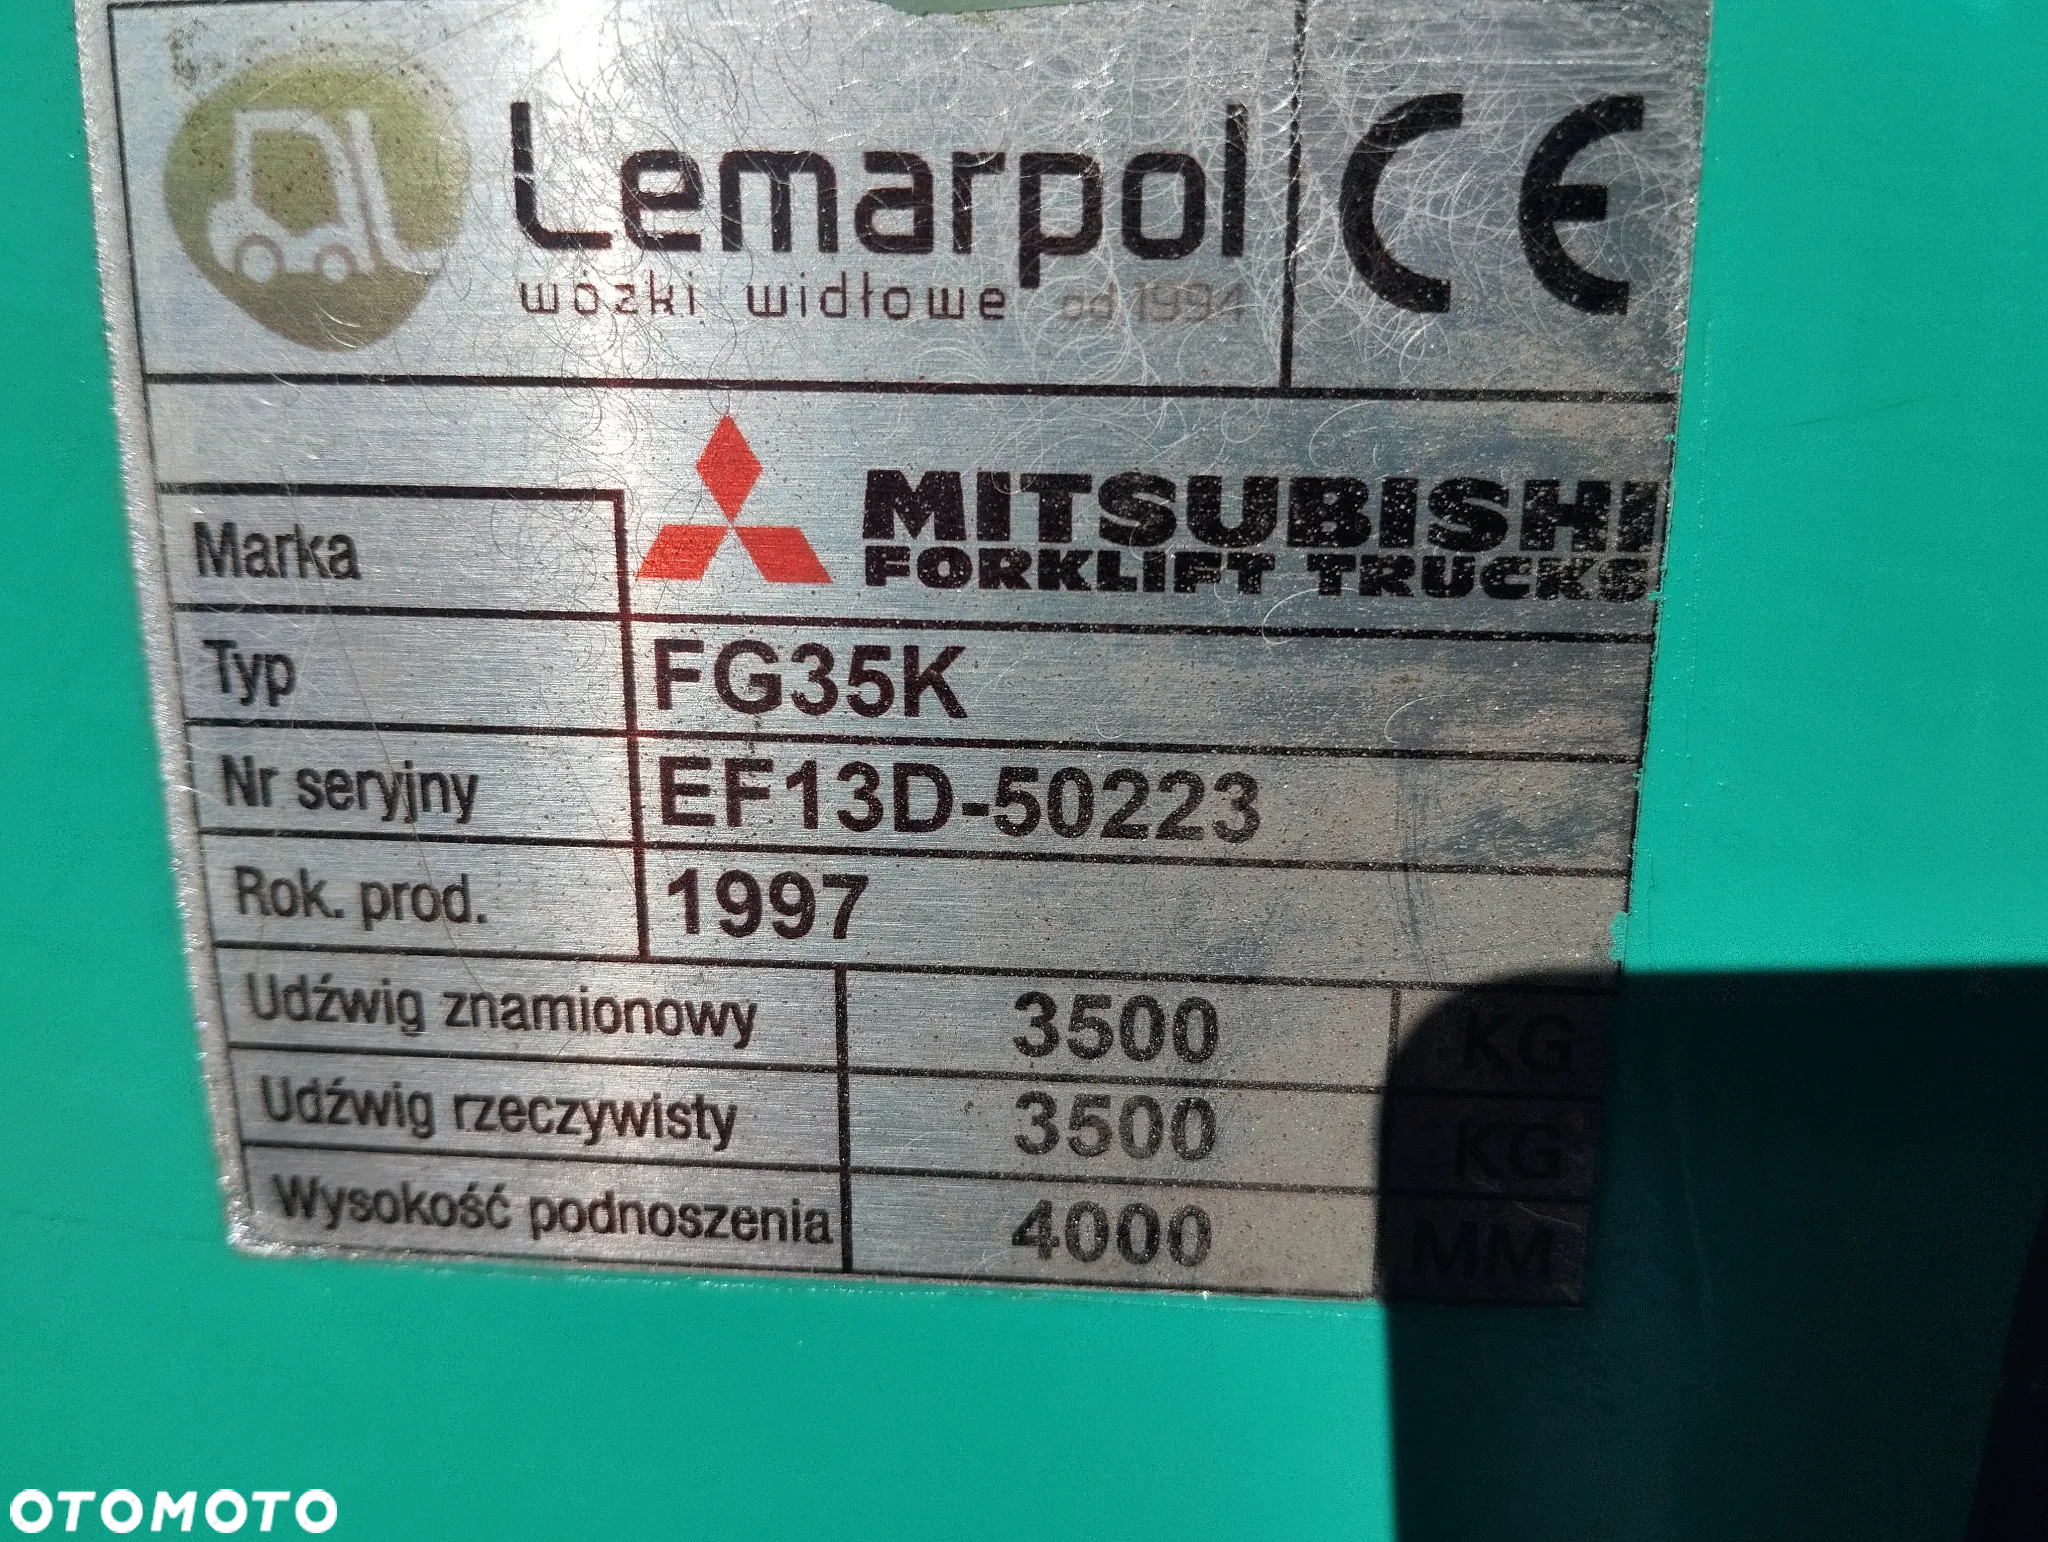 Lemarpol
wózki widłowe od 1994
CE
Marka
MITSUBISHI
FORKLIFT TRUCKS
Typ FG35K
Nr seryjny EF13D-50223
Rok. prod. 1997
Udźwig znamionowy 3500 KG
Udźwig rzeczywisty 3500 KG
Wysokość podnoszenia 4000 MM
OTOMOTO